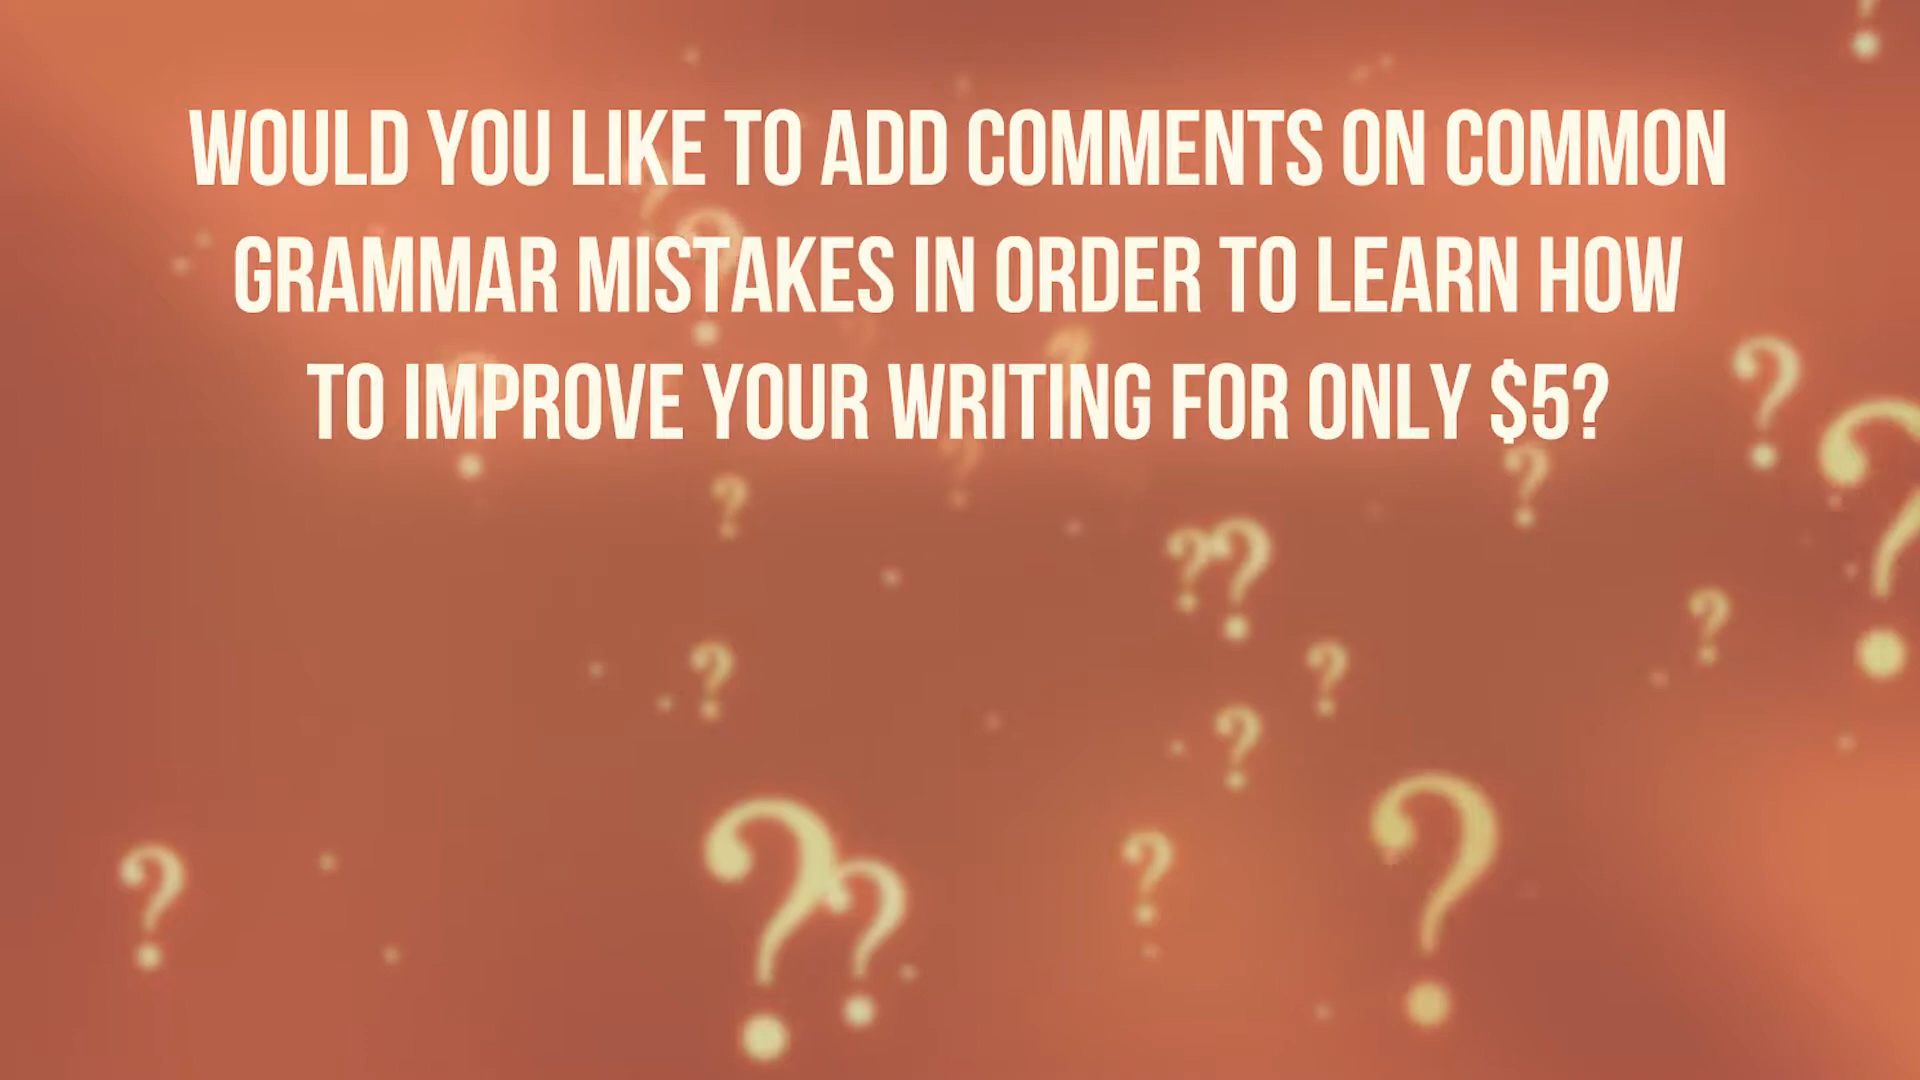 WOULD YOU LIKE TO ADD COMMENTS ON COMMON
GRAMMAR MISTAKES IN ORDER TO LEARN HOW
TO IMPROVE YOUR WRITING FOR ONLY $5?